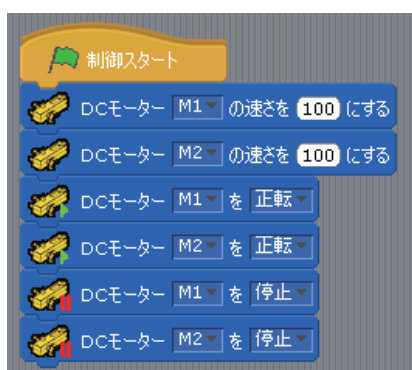 制御スタート
DCモーター M1 の速さを 100 にする
DCモーター M2 の速さを 100 にする
DCモーター M1 を 正転
DCモーター M2 を 正転
DCモーター M1 を 停止
DCモーター M2 を 停止